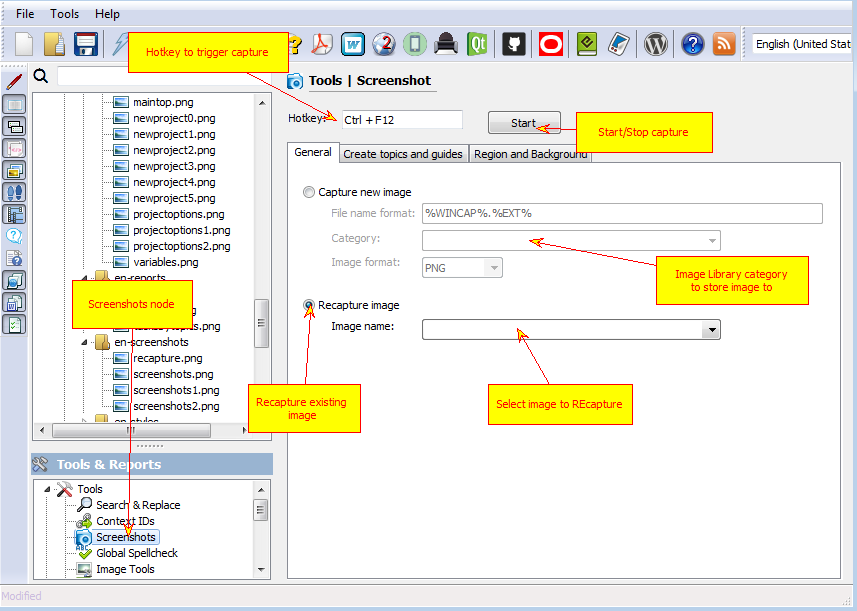 File Tools Help
English (United Stat
Hotkey to trigger capture
Tools | Screenshot
Hotkey:
Ctrl + F12
Start
Start/Stop capture
General
Create topics and guides
Region and Background
Capture new image
File name format:
%WINCAP%.%EXT%
Category:
Image format:
PNG
Image Library category
to store image to
Recapture image
Image name:
Recapture existing
image
Select image to REcapture
maintop.png
newproject0.png
newproject1.png
newproject2.png
newproject3.png
newproject4.png
newproject5.png
projectoptions.png
projectoptions1.png
projectoptions2.png
variables.png
en-reports
Screenshots node
en-screenshots
recapture.png
screenshots.png
screenshots1.png
screenshots2.png
en-styles
Tools & Reports
Tools
Search & Replace
Context IDs
Screenshots
Global Spellcheck
Image Tools
Modified